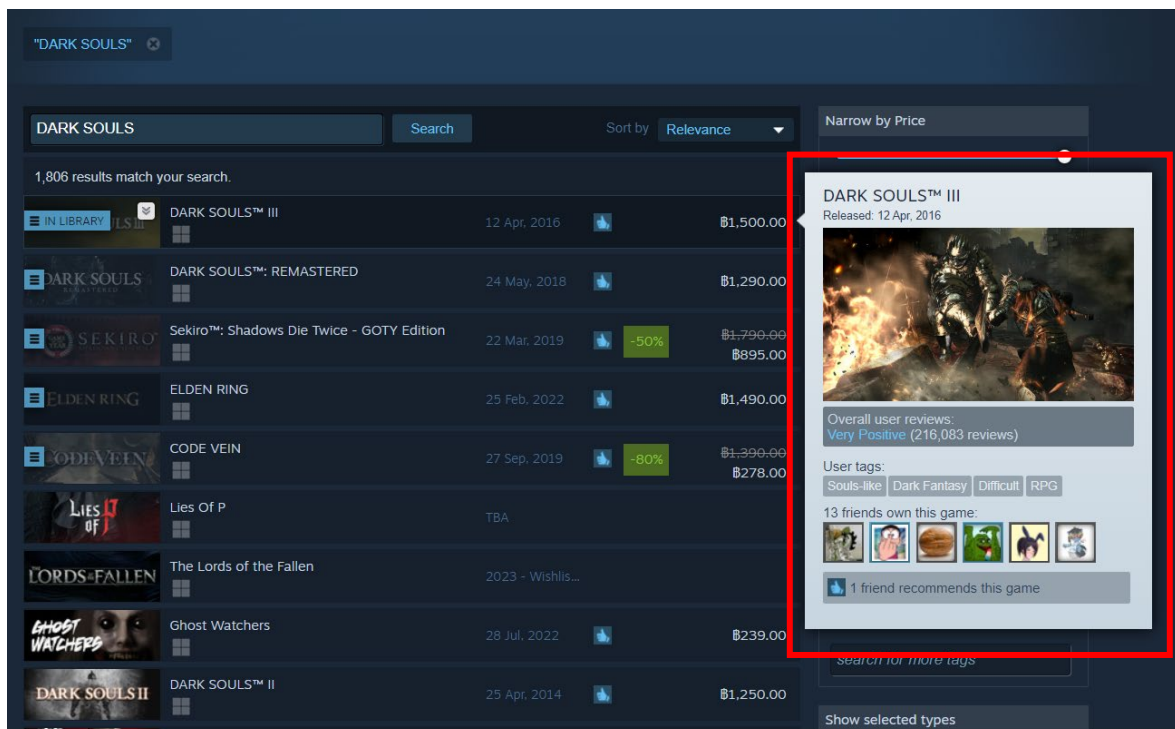 "DARK SOULS"
DARK SOULS
Search
Sort by
Relevance
Narrow by Price
1,806 results match your search.
IN LIBRARY
DARK SOULS™ III
12 Apr, 2016
฿1,500.00
DARK SOULS
REMASTERED
DARK SOULS™: REMASTERED
24 May, 2018
฿1,290.00
SEKIRO
Sekiro™: Shadows Die Twice - GOTY Edition
22 Mar, 2019
-50%
฿1,790.00
฿895.00
ELDEN RING
ELDEN RING
25 Feb, 2022
฿1,490.00
CODE VEIN
CODE VEIN
27 Sep, 2019
-80%
฿1,390.00
฿278.00
LIES OF P
Lies Of P
TBA
THE LORDS OF THE FALLEN
The Lords of the Fallen
2023 - Wishlis...
GHOST
WATCHERS
Ghost Watchers
28 Jul, 2022
฿239.00
DARK SOULS II
DARK SOULS™ II
25 Apr, 2014
฿1,250.00
DARK SOULS™ III
Released: 12 Apr, 2016
Overall user reviews:
Very Positive (216,083 reviews)
User tags:
Souls-like Dark Fantasy Difficult RPG
13 friends own this game:
1 friend recommends this game
search for more tags
Show selected types